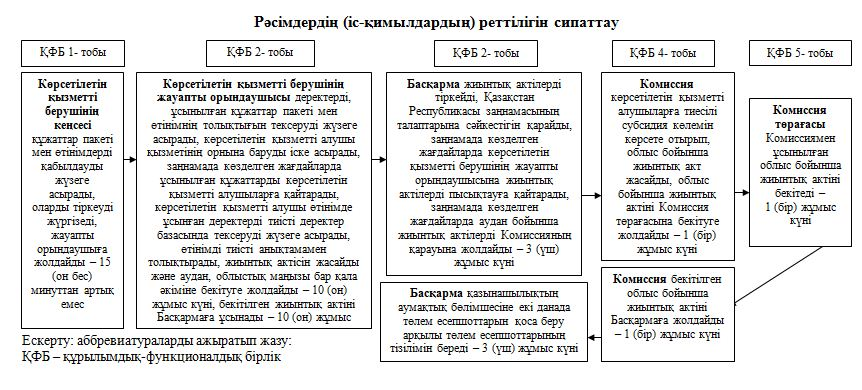 Рәсімдердің (іс-қимылдардың) реттілігін сипаттау
ҚФБ 1- тобы
ҚФБ 2- тобы
ҚФБ 2- тобы
ҚФБ 4- тобы
ҚФБ 5- тобы
Көрсетілетін
қызметті
берушінің
кеңсесі
құжаттар пакеті
мен өтінімдерді
қабылдауды
жүзеге
асырады,
оларды тіркеуді
жүргізеді,
жауапты
орындаушыға
жолдайды – 15
(он бес)
минуттан артық
емес
Көрсетілетін қызметті берушінің
жауапты орындаушысы деректерді,
ұсынылған құжаттар пакеті мен
өтінімнің толықтығын тексеруді жүзеге
асырады, көрсетілетін қызметті алушы
қызметінің орнына баруды іске асырады,
заңнамада көзделген жағдайларда
ұсынылған құжаттарды көрсетілетін
қызметті алушыларға қайтарады,
көрсетілетін қызметті алушы өтінімде
ұсынған деректерді тиісті деректер
базасында тексеруді жүзеге асырады,
өтінімді тиісті анықтамамен
толықтырады, жиынтық актісін жасайды
және аудан, облыстық маңызы бар қала
әкіміне бекітуге жолдайды – 10 (он)
жұмыс күні, бекітілген жиынтық актіні
Басқармаға ұсынады – 10 (он) жұмыс
Басқарма жиынтық актілерді
тіркейді, Қазақстан
Республикасы заңнамасының
талаптарына сәйкестігін қарайды,
заңнамада көзделген
жағдайларда көрсетілетін
қызметті берушінің жауапты
орындаушысына жиынтық
актілерді пысықтауға қайтарады,
заңнамада көзделген
жағдайларда аудан бойынша
жиынтық актілерді Комиссияның
қарауына жолдайды – 3 (үш)
жұмыс күні
Комиссия
көрсетілетін қызметті
алушыларға тиесілі
субсидия көлемін
көрсете отырып,
облыс бойынша
жиынтық акт
жасайды, облыс
бойынша жиынтық
актіні Комиссия
төрағасына бекітуге
жолдайды – 1 (бір)
жұмыс күні
Комиссия
төрағасы
Комиссиямен
ұсынылған
облыс бойынша
жиынтық актіні
бекітеді –
1 (бір) жұмыс
күні
Комиссия бекітілген
облыс бойынша
жиынтық актіні
Басқармаға жолдайды
– 1 (бір) жұмыс күні
Басқарма қазынашылықтың
аумақтық бөлімшесіне екі данада
төлем есепшоттарын қоса беру
арқылы төлем есепшоттарының
тізілімін береді – 3 (үш) жұмыс күні
Ескерту: аббревиатураларды ажыратып жазу:
ҚФБ – құрылымдық-функционалдық бірлік